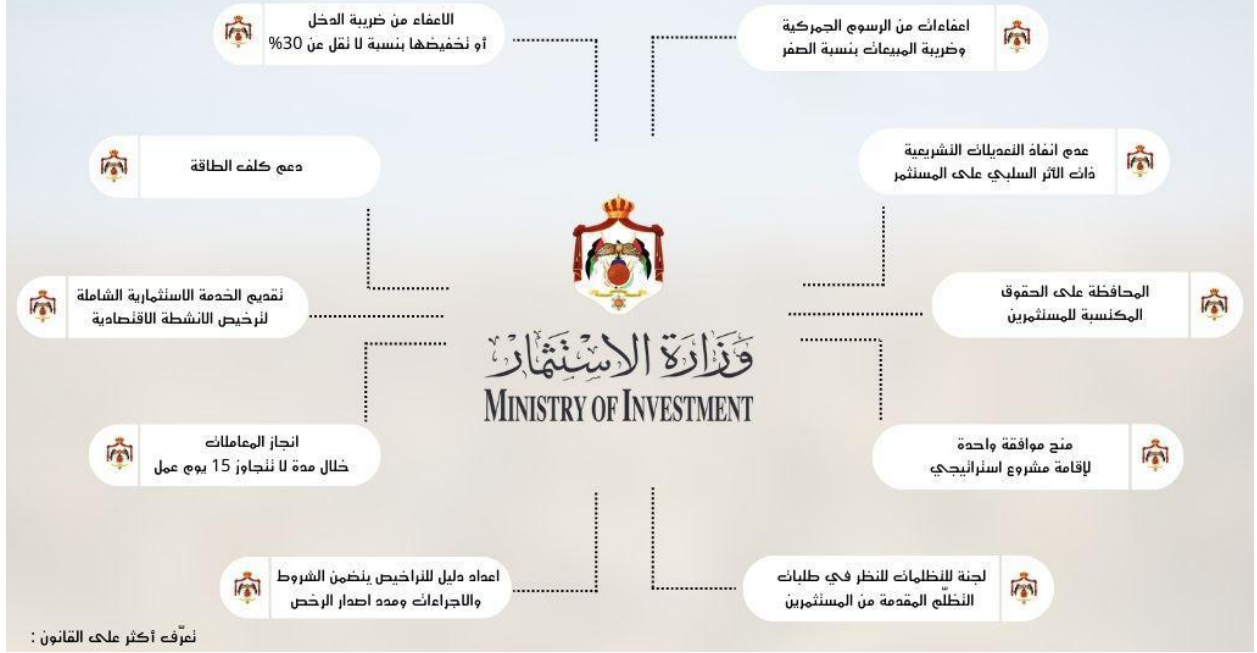 اعفاءات من الرسوم الجمركية
وضريبة المبيعات بنسبة الصفر
الاعفاء من ضريبة الدخل
أو تخفيضها بنسبة لا تقل عن 30%
عدم انفاذ التعديلات التشريعية
ذات الأثر السلبي على المستثمر
دعم كلف الطاقة
المحافظة على الحقوق
المكتسبة للمستثمرين
تقديم الخدمة الاستثمارية الشاملة
لترخيص الانشطة الاقتصادية
وزارة الاستثمار
MINISTRY OF INVESTMENT
منح موافقة واحدة
لإقامة مشروع استراتيجي
انجاز المعاملات
خلال مدة لا تتجاوز 15 يوم عمل
لجنة للتظلمات للنظر في طلبات
التظلّم المقدمة من المستثمرين
اعداد دليل للتراخيص يتضمن الشروط
والاجراءات ومدد اصدار الرخص
تعرّف أكثر على القانون :